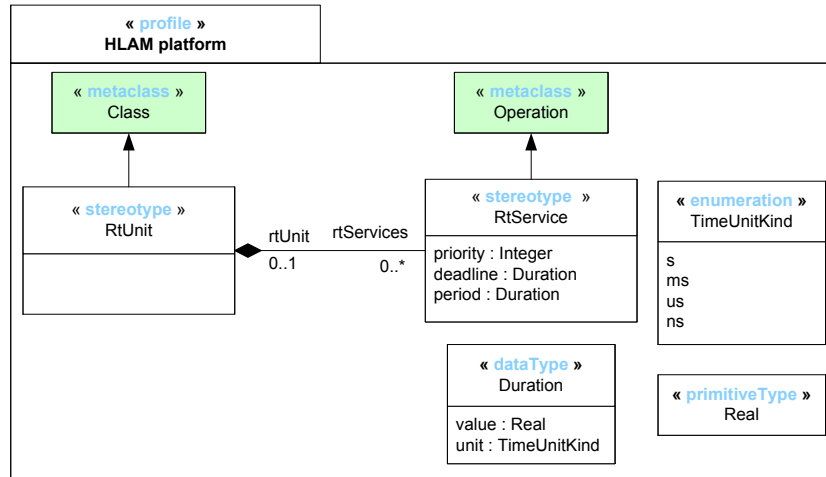 « profile »
HLAM platform
« metaclass »
Class
« metaclass »
Operation
« stereotype »
RtUnit
rtUnit
0..1
rtServices
0..*
« stereotype »
RtService
priority : Integer
deadline : Duration
period : Duration
« enumeration »
TimeUnitKind
s
ms
us
ns
« dataType »
Duration
value : Real
unit : TimeUnitKind
« primitiveType »
Real